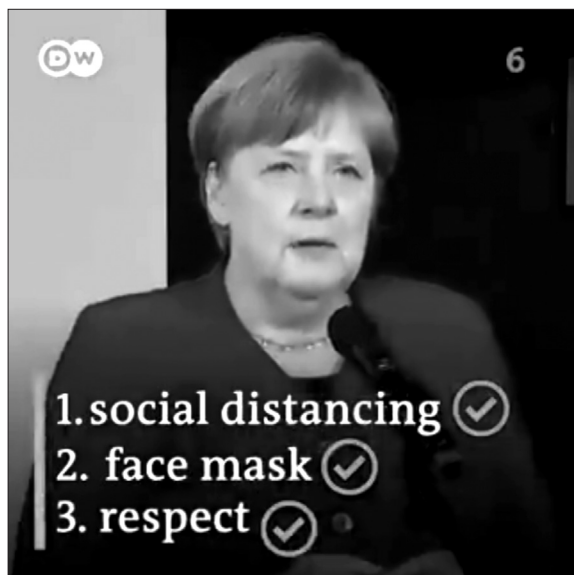 DW
6
1. social distancing
2. face mask
3. respect